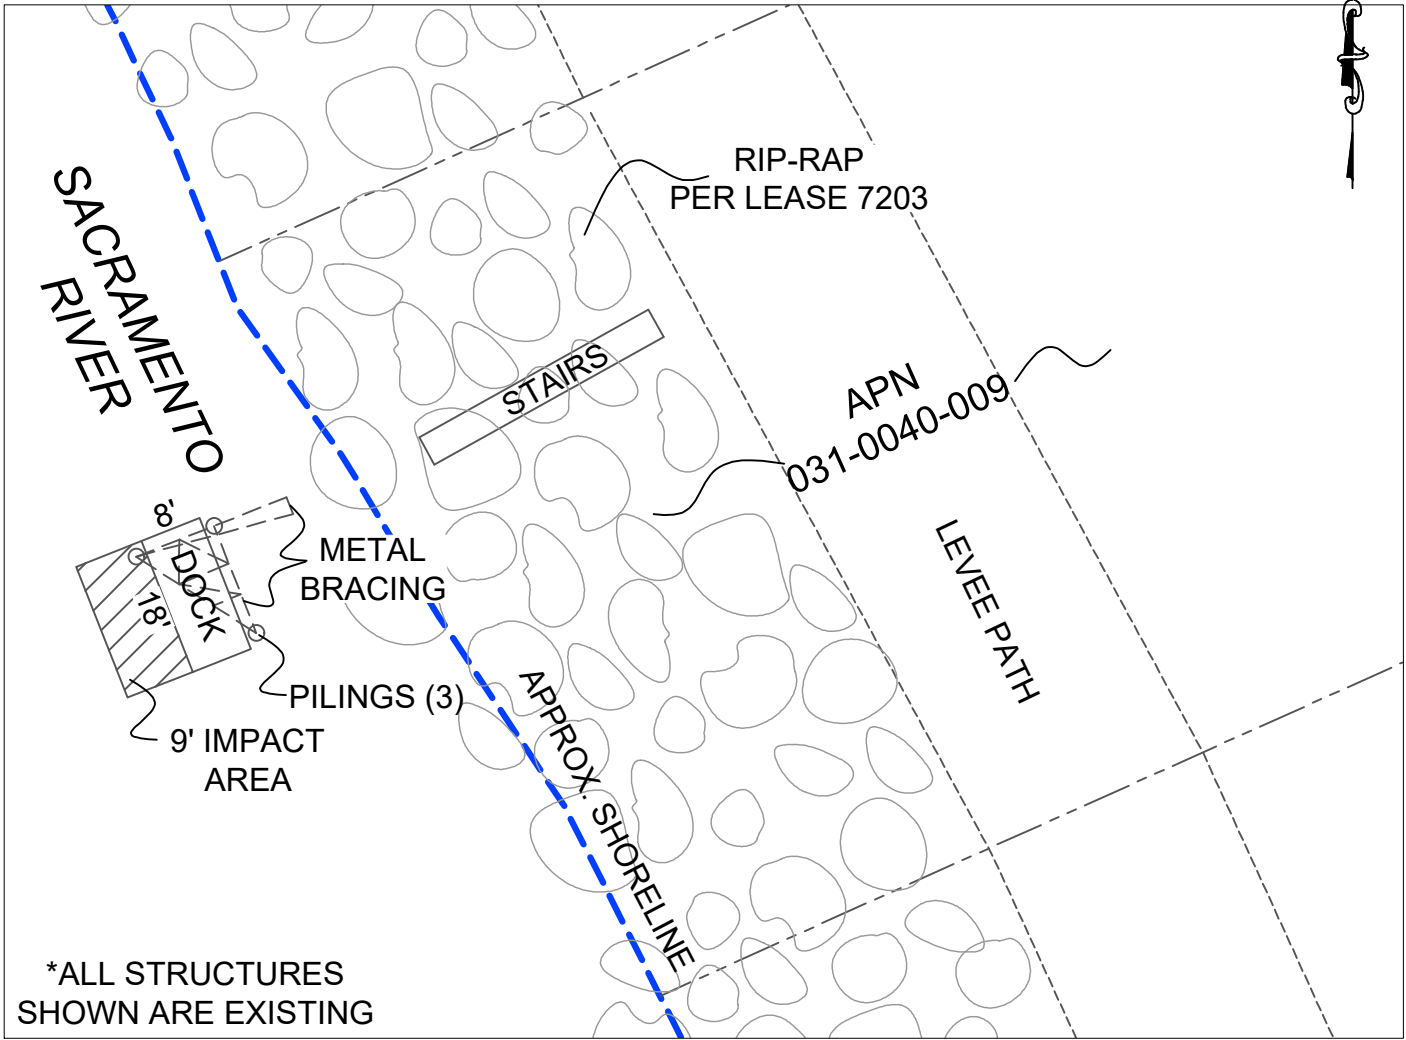 RIP-RAP
PER LEASE 7203
SACRAMENTO
RIVER
STAIRS
APN
031-0040-009
8'
DOCK
18'
METAL
BRACING
LEVEE PATH
PILINGS (3)
9' IMPACT
AREA
APPROX. SHORELINE
*ALL STRUCTURES
SHOWN ARE EXISTING